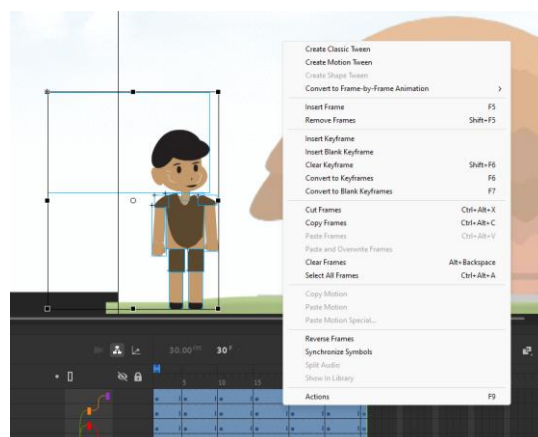 Create Classic Tween
Create Motion Tween
Create Shape Tween
Convert to Frame-by-Frame Animation
Insert Frame F5
Remove Frames Shift+F5
Insert Keyframe
Insert Blank Keyframe
Clear Keyframe Shift+F6
Convert to Keyframes F6
Convert to Blank Keyframes F7
Cut Frames Ctrl+Alt+X
Copy Frames Ctrl+Alt+C
Paste Frames Ctrl+Alt+V
Paste and Overwrite Frames
Clear Frames Alt+Backspace
Select All Frames Ctrl+Alt+A
Copy Motion
Paste Motion
Paste Motion Special...
Reverse Frames
Synchronize Symbols
Split Audio
Show In Library
Actions F9
30.00 FPS 30 F
5 10 15